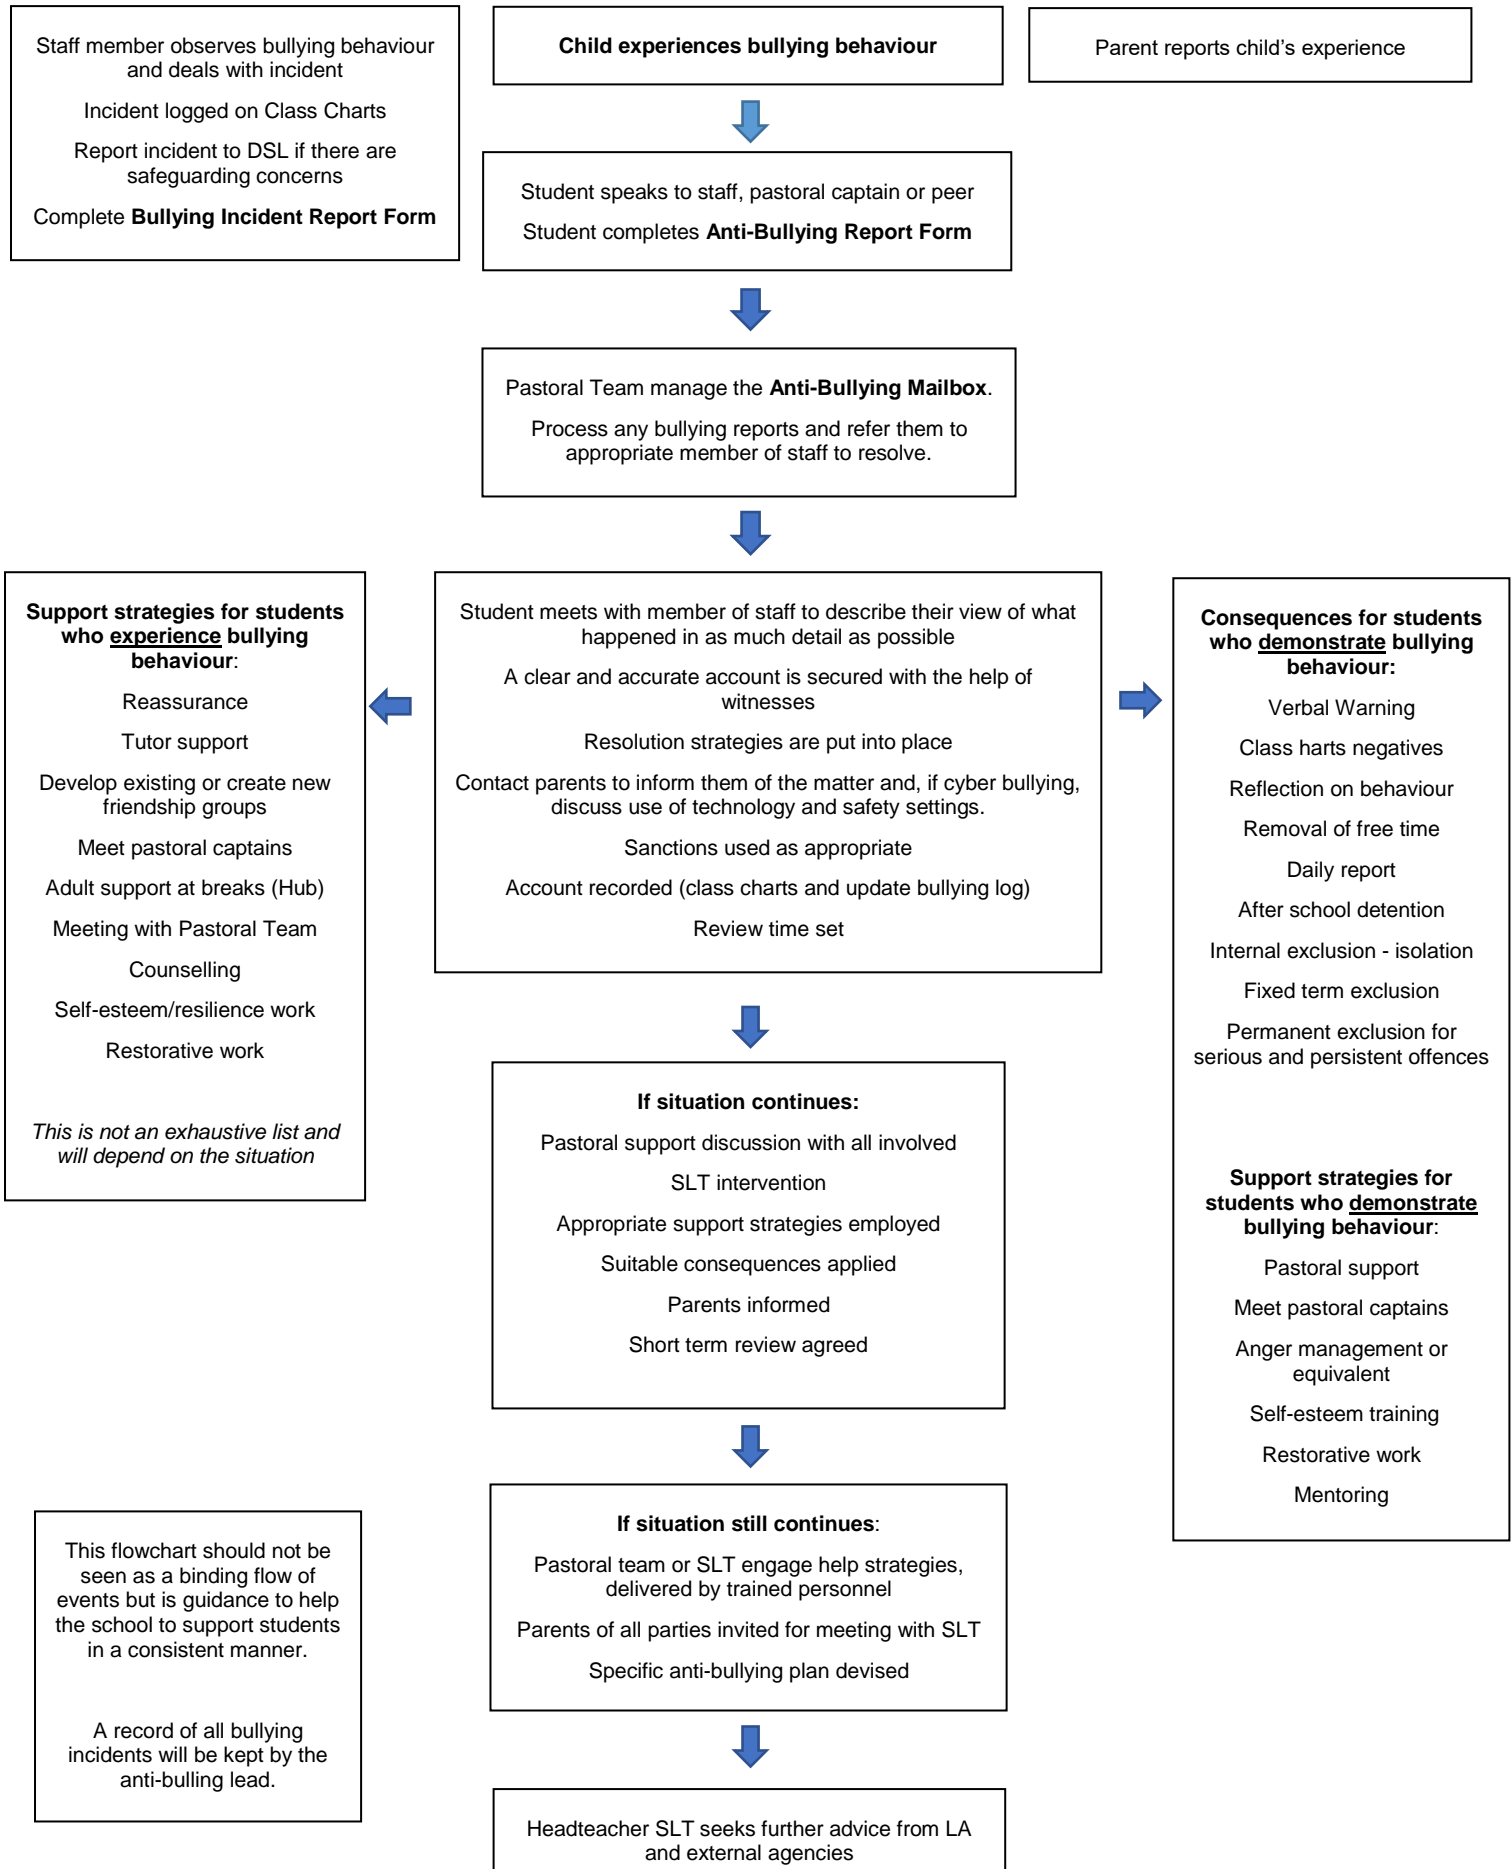 Staff member observes bullying behaviour
and deals with incident
Incident logged on Class Charts
Report incident to DSL if there are
safeguarding concerns
Complete Bullying Incident Report Form
Child experiences bullying behaviour
Parent reports child's experience
Student speaks to staff, pastoral captain or peer
Student completes Anti-Bullying Report Form
Pastoral Team manage the Anti-Bullying Mailbox.
Process any bullying reports and refer them to
appropriate member of staff to resolve.
Support strategies for students
who experience bullying
behaviour:
Reassurance
Tutor support
Develop existing or create new
friendship groups
Meet pastoral captains
Adult support at breaks (Hub)
Meeting with Pastoral Team
Counselling
Self-esteem/resilience work
Restorative work
This is not an exhaustive list and
will depend on the situation
Student meets with member of staff to describe their view of what
happened in as much detail as possible
A clear and accurate account is secured with the help of
witnesses
Resolution strategies are put into place
Contact parents to inform them of the matter and, if cyber bullying,
discuss use of technology and safety settings.
Sanctions used as appropriate
Account recorded (class charts and update bullying log)
Review time set
Consequences for students
who demonstrate bullying
behaviour:
Verbal Warning
Class harts negatives
Reflection on behaviour
Removal of free time
Daily report
After school detention
Internal exclusion - isolation
Fixed term exclusion
Permanent exclusion for
serious and persistent offences
Support strategies for
students who demonstrate
bullying behaviour:
Pastoral support
Meet pastoral captains
Anger management or
equivalent
Self-esteem training
Restorative work
Mentoring
If situation continues:
Pastoral support discussion with all involved
SLT intervention
Appropriate support strategies employed
Suitable consequences applied
Parents informed
Short term review agreed
If situation still continues:
Pastoral team or SLT engage help strategies,
delivered by trained personnel
Parents of all parties invited for meeting with SLT
Specific anti-bullying plan devised
This flowchart should not be
seen as a binding flow of
events but is guidance to help
the school to support students
in a consistent manner.
A record of all bullying
incidents will be kept by the
anti-bulling lead.
Headteacher SLT seeks further advice from LA
and external agencies